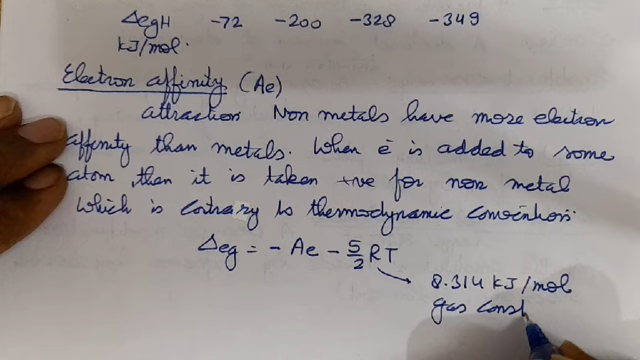 ΔegH -72 -200 -328 -349
KJ/mol.
Electron affinity (Ae)
attraction Non metals have more electron
affinity than metals. When e⁻ is added to some
atom, then it is taken +ve for non metal
which is contrary to thermodynamic convention.
Δeg = - Ae - 5/2 RT
8.314 KJ/mol
gas const